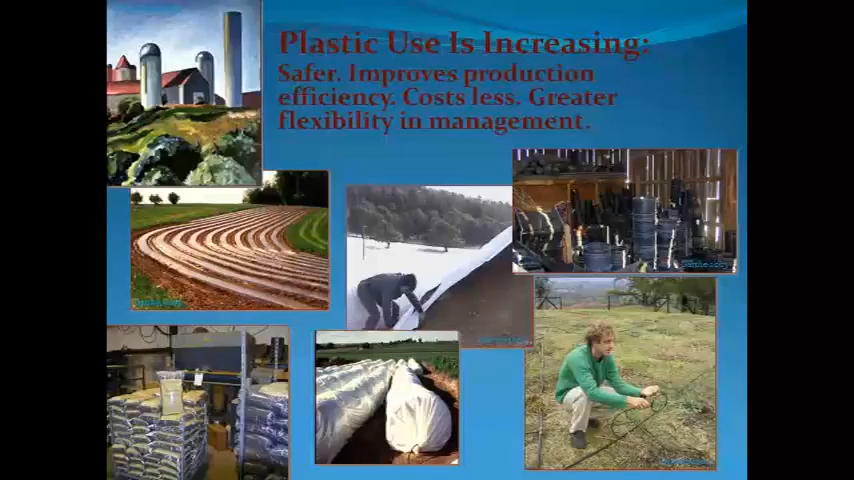 Plastic Use Is Increasing:
Safer. Improves production
efficiency. Costs less. Greater
flexibility in management.